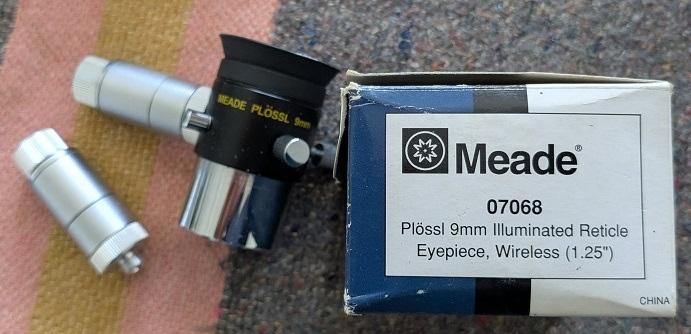 MEADE PLÖSSL 9mm
Meade®
07068
Plössl 9mm Illuminated Reticle
Eyepiece, Wireless (1.25")
CHINA